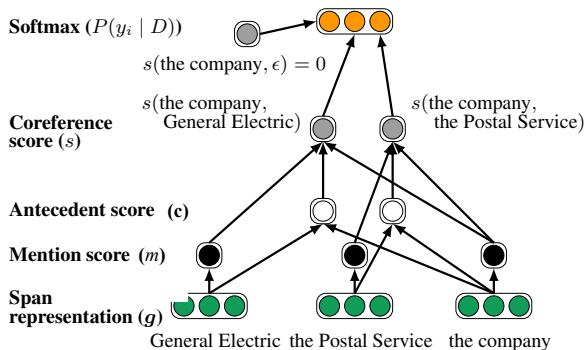 Softmax (P(y_i | D))
s(the company, ϵ) = 0
s(the company,
General Electric)
s(the company,
the Postal Service)
Coreference
score (s)
Antecedent score (c)
Mention score (m)
Span
representation (g)
General Electric the Postal Service the company